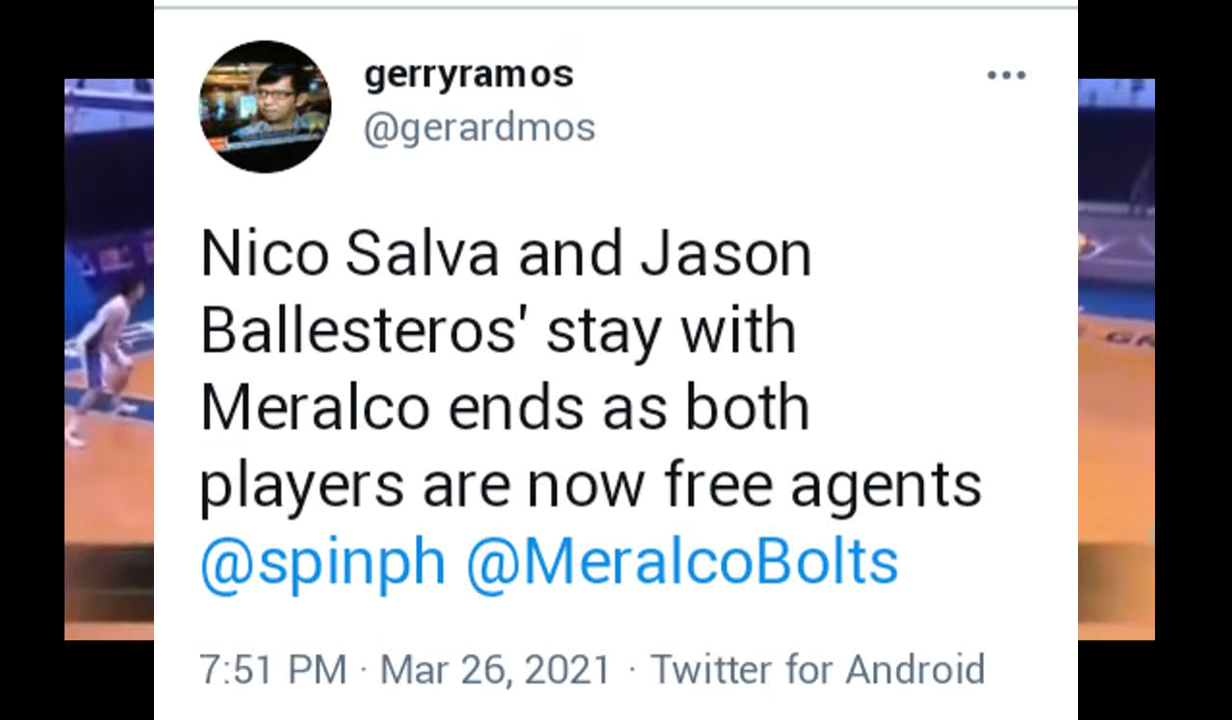 gerryramos
@gerardmos
Nico Salva and Jason
Ballesteros' stay with
Meralco ends as both
players are now free agents
@spinph @MeralcoBolts
7:51 PM · Mar 26, 2021 · Twitter for Android